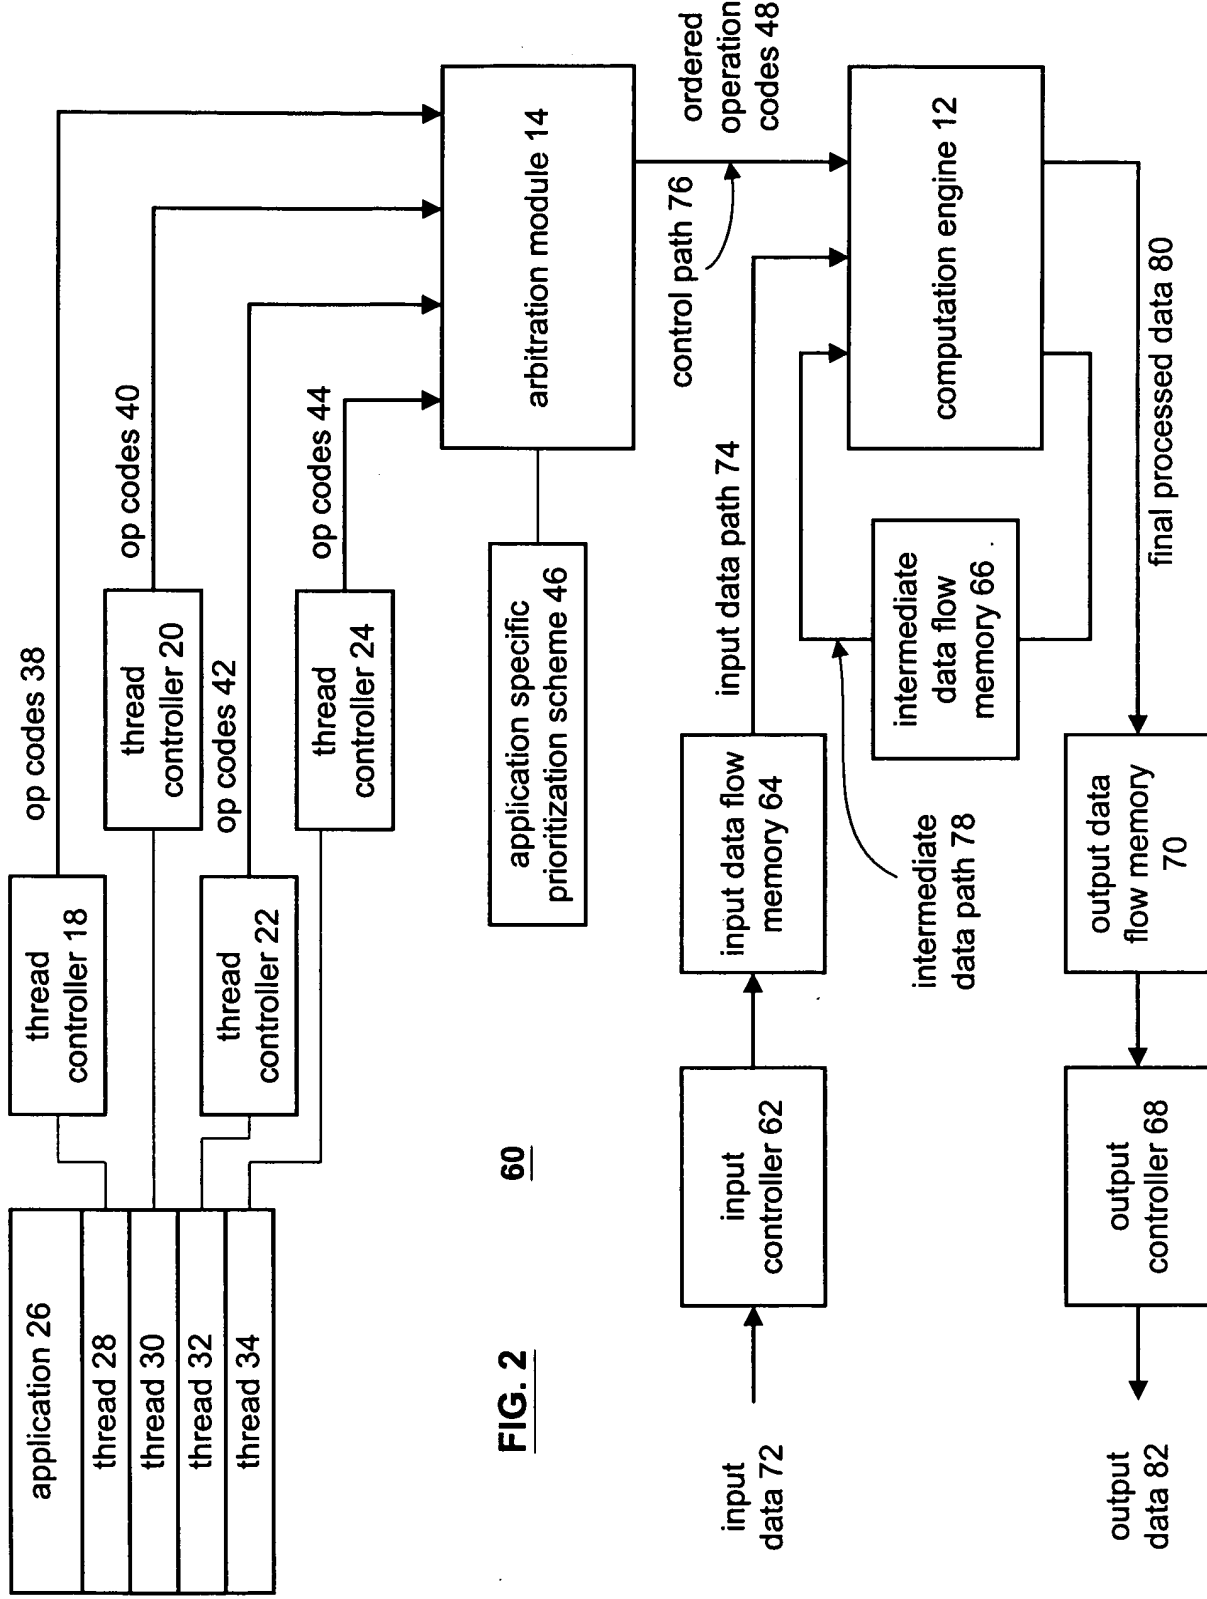 application 26
thread 28
thread 30
thread 32
thread 34
thread
controller 18
op codes 38
thread
controller 20
op codes 40
thread
controller 22
op codes 42
thread
controller 24
op codes 44
arbitration module 14
application specific
prioritization scheme 46
FIG. 2
60
ordered
operation
codes 48
control path 76
input
data 72
input
controller 62
input data flow
memory 64
input data path 74
computation engine 12
intermediate
data flow
memory 66
intermediate
data path 78
final processed data 80
output data
flow memory
70
output
controller 68
output
data 82